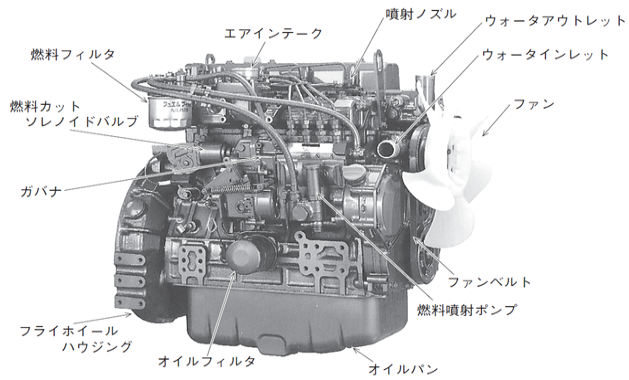 噴射ノズル
ウォータアウトレット
エアインテーク
ウォータインレット
燃料フィルタ
ファン
燃料カット
ソレノイドバルブ
ガバナ
ファンベルト
燃料噴射ポンプ
フライホイール
ハウジング
オイルフィルタ
オイルパン